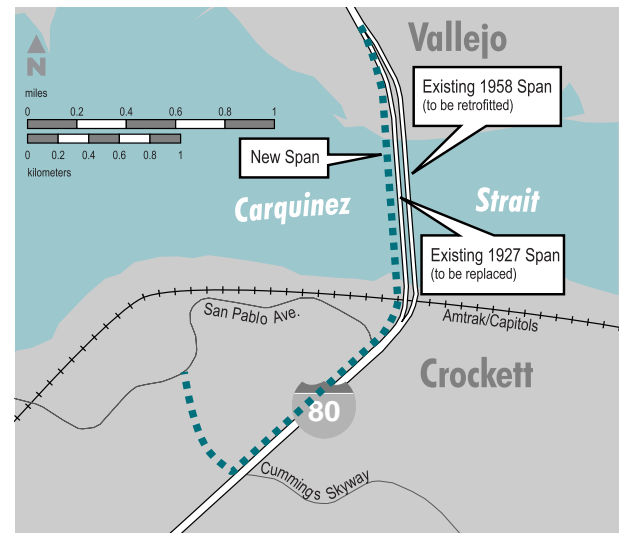 Vallejo
N
miles
0 0.2 0.4 0.6 0.8 1
0 0.2 0.4 0.6 0.8 1
kilometers
Existing 1958 Span
(to be retrofitted)
New Span
Carquinez Strait
Existing 1927 Span
(to be replaced)
San Pablo Ave.
Amtrak/Capitols
Crockett
80
Cummings Skyway